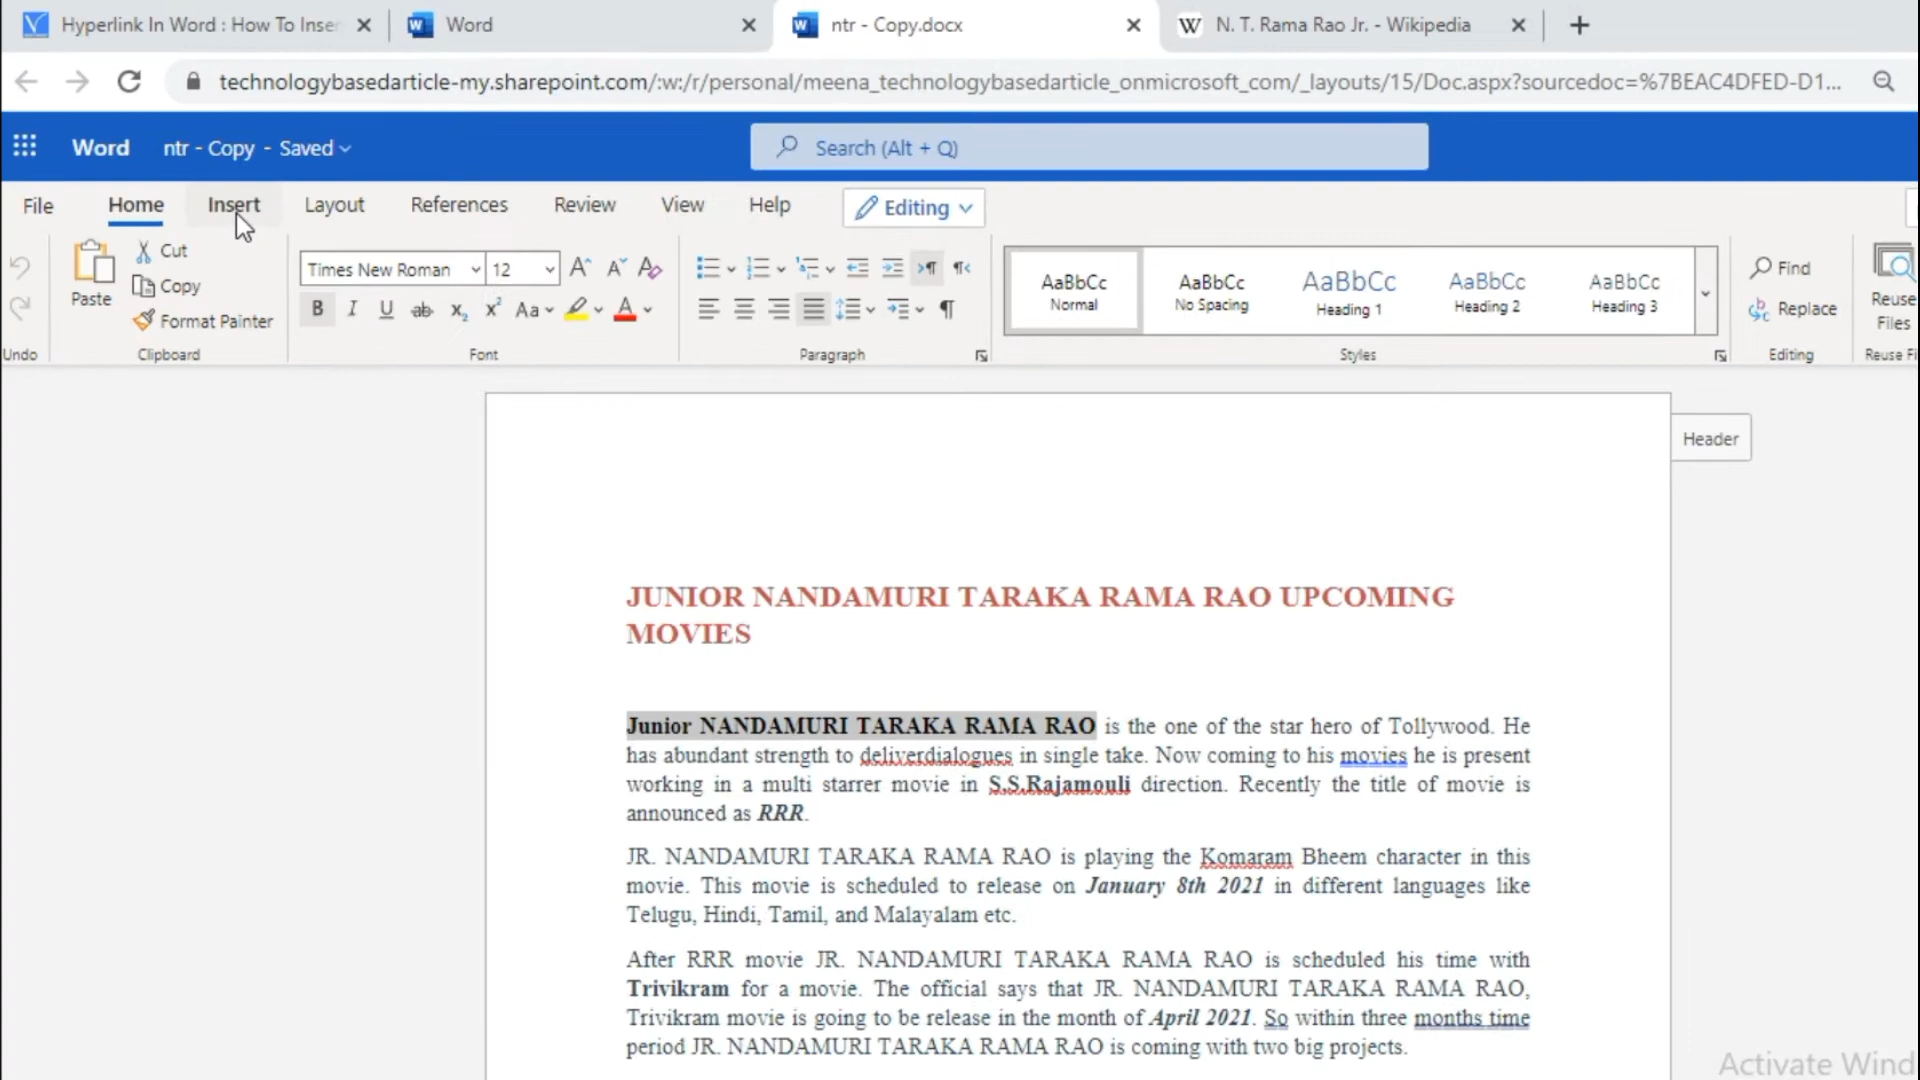 Hyperlink In Word : How To Inser
Word
ntr - Copy.docx
N. T. Rama Rao Jr. - Wikipedia
technologybasedarticle-my.sharepoint.com/:w:/r/personal/meena_technologybasedarticle_onmicrosoft_com/_layouts/15/Doc.aspx?sourcedoc=%7BEAC4DFED-D1...
Word ntr - Copy - Saved
Search (Alt + Q)
File Home Insert Layout References Review View Help Editing
Paste
Cut
Copy
Format Painter
Times New Roman 12
AaBbCc
Normal
AaBbCc
No Spacing
AaBbCc
Heading 1
AaBbCc
Heading 2
AaBbCc
Heading 3
Find
Replace
Reuse
Files
Undo Clipboard Font Paragraph Styles Editing Reuse Fi
Header
JUNIOR NANDAMURI TARAKA RAMA RAO UPCOMING
MOVIES
Junior NANDAMURI TARAKA RAMA RAO is the one of the star hero of Tollywood. He
has abundant strength to deliverdialogues in single take. Now coming to his movies he is present
working in a multi starrer movie in S.S.Rajamouli direction. Recently the title of movie is
announced as RRR.
JR. NANDAMURI TARAKA RAMA RAO is playing the Komaram Bheem character in this
movie. This movie is scheduled to release on January 8th 2021 in different languages like
Telugu, Hindi, Tamil, and Malayalam etc.
After RRR movie JR. NANDAMURI TARAKA RAMA RAO is scheduled his time with
Trivikram for a movie. The official says that JR. NANDAMURI TARAKA RAMA RAO,
Trivikram movie is going to be release in the month of April 2021. So within three months time
period JR. NANDAMURI TARAKA RAMA RAO is coming with two big projects.
Activate Wind